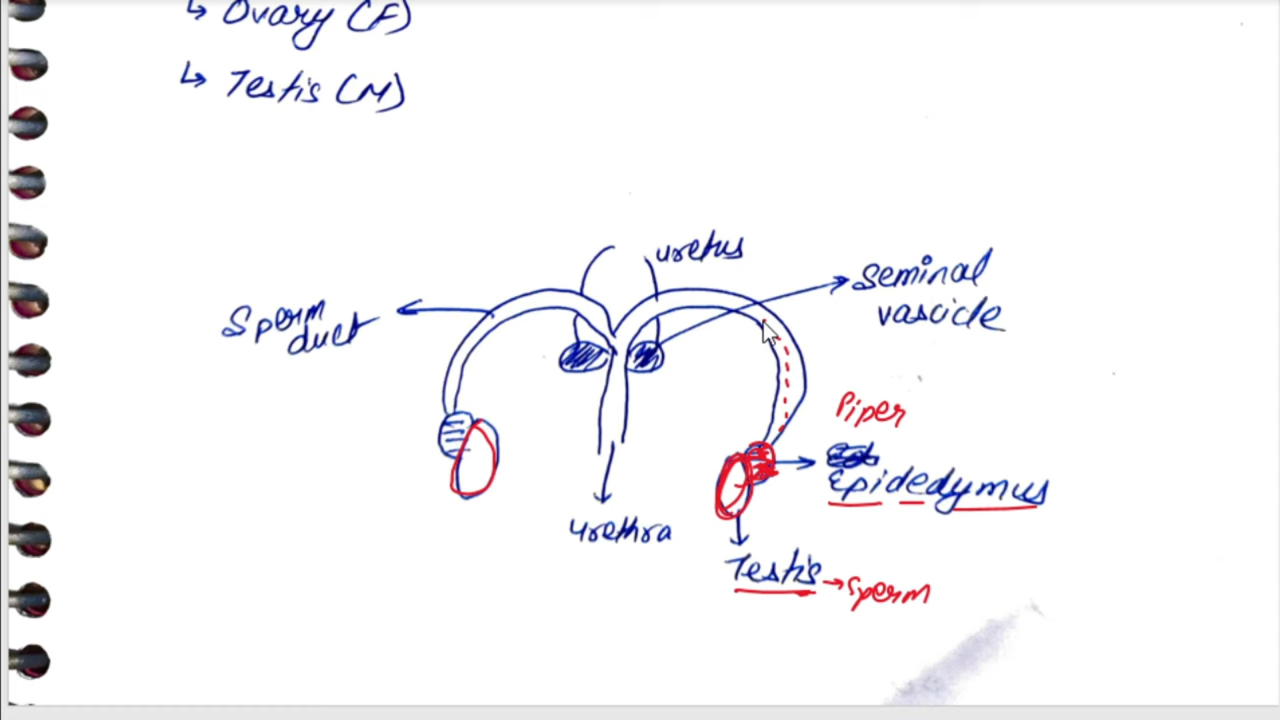 ↳ Ovary (F)
↳ Testis (M)
uretus
Seminal
vascicle
Sperm
duct
Piper
Epidedymus
urethra
Testis → Sperm